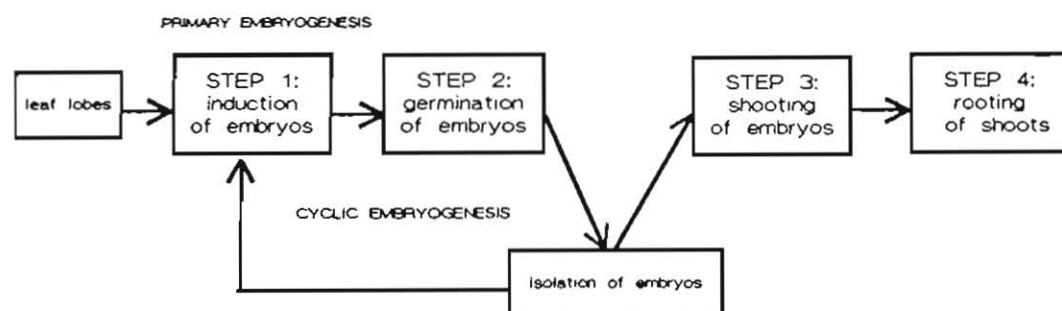 PRIMARY EMBRYOGENESIS
leaf lobes
STEP 1:
induction
of embryos
STEP 2:
germination
of embryos
STEP 3:
shooting
of embryos
STEP 4:
rooting
of shoots
CYCLIC EMBRYOGENESIS
isolation of embryos